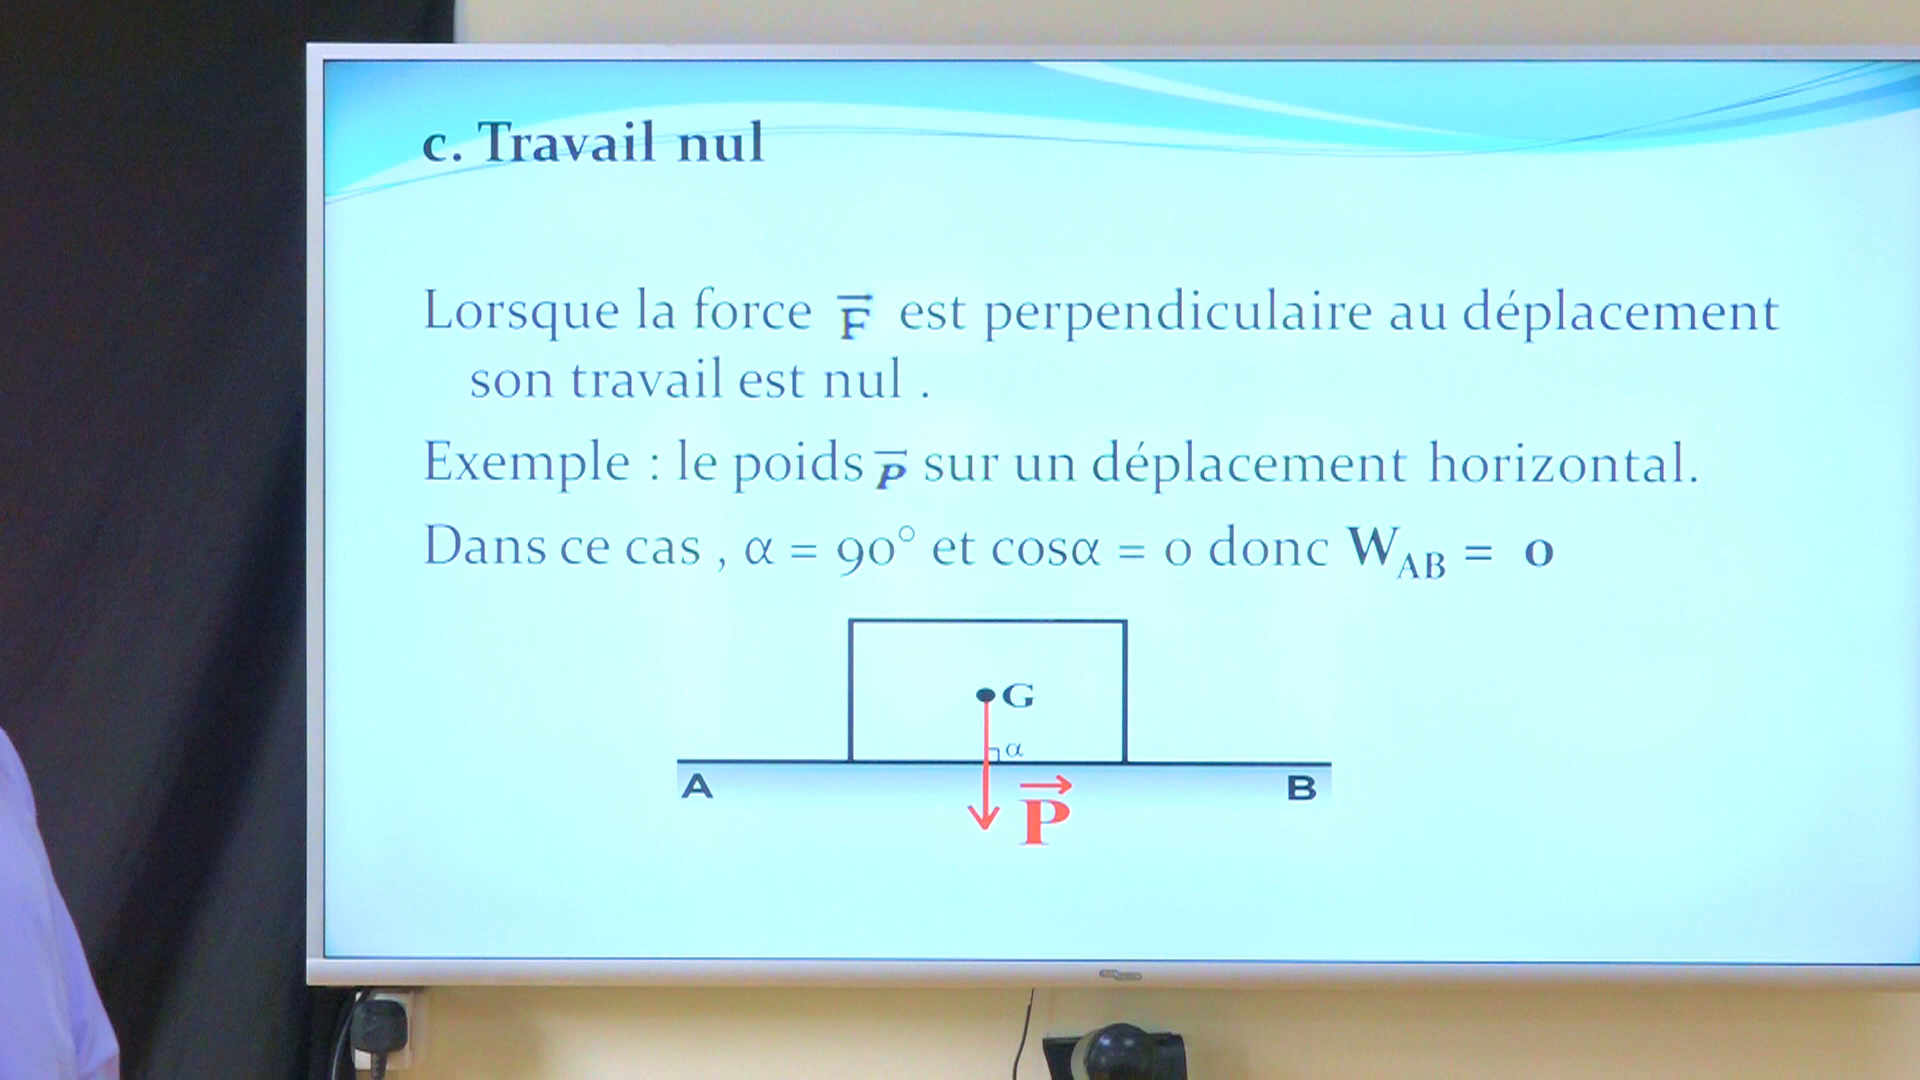 c. Travail nul
Lorsque la force F est perpendiculaire au déplacement
son travail est nul .
Exemple : le poids P sur un déplacement horizontal.
Dans ce cas , α = 90° et cosα = 0 donc W_AB = 0
G
α
A
B
P